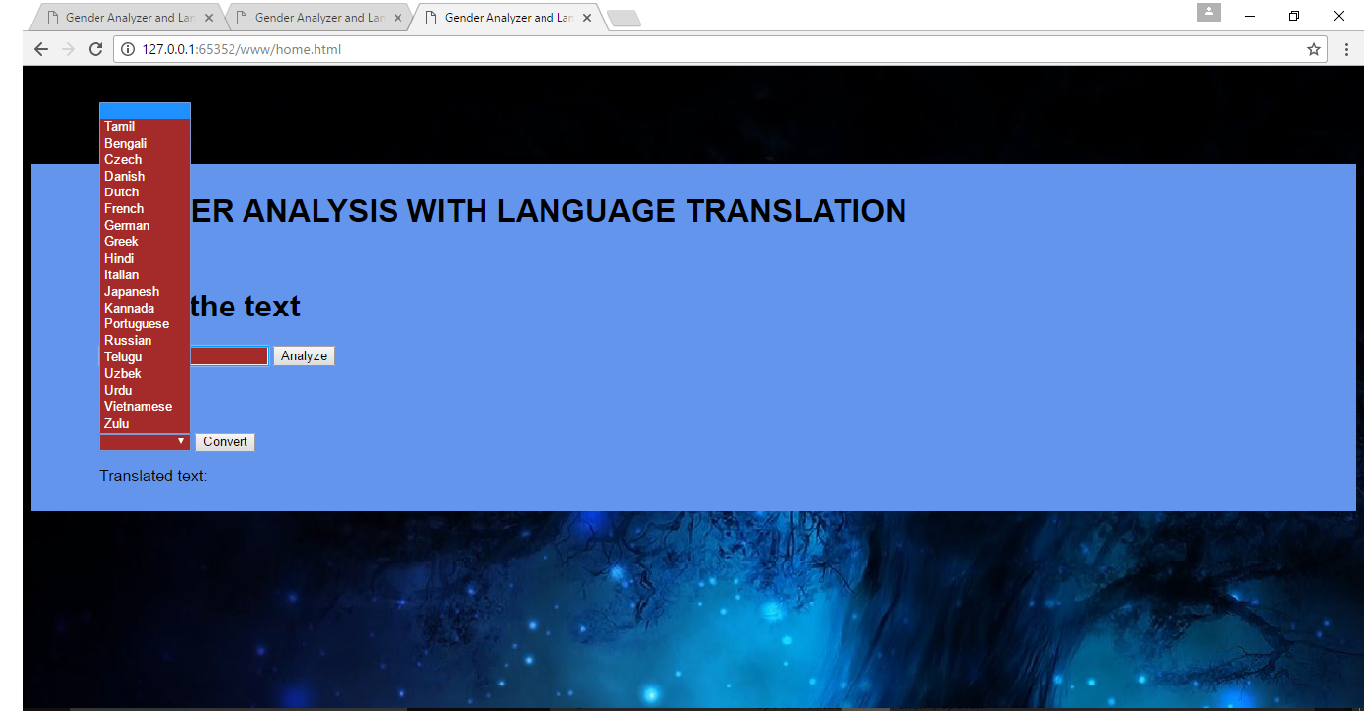 Gender Analyzer and Lan
Gender Analyzer and Lan
Gender Analyzer and Lan
127.0.0.1:65352/www/home.html
Tamil
Bengali
Czech
Danish
Dutch
French
German
Greek
Hindi
Itallan
Japanesh
Kannada
Portuguese
Russian
Telugu
Uzbek
Urdu
Vietnamese
Zulu
ER ANALYSIS WITH LANGUAGE TRANSLATION
the text
Analyze
Convert
Translated text: